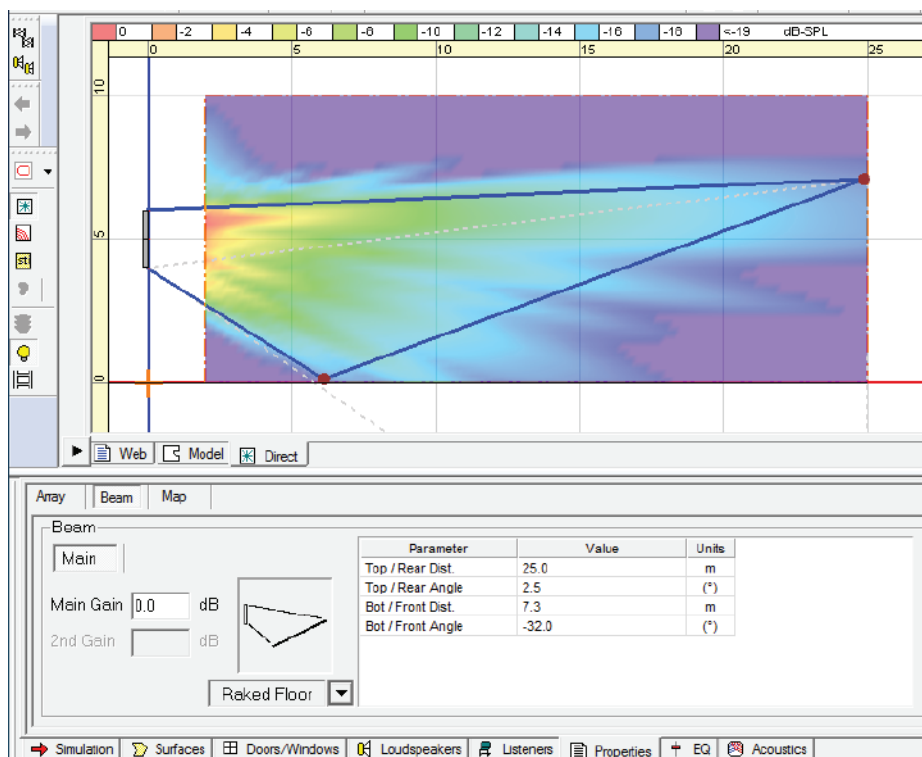 0 -2 -4 -6 -8 -10 -12 -14 -16 -18 <-19 dB-SPL
0 5 10 15 20 25
10
5
0
sti
Web Model Direct
Array Beam Map
Beam
Main
Main Gain 0.0 dB
2nd Gain dB
Raked Floor
Parameter Value Units
Top / Rear Dist. 25.0 m
Top / Rear Angle 2.5 (°)
Bot / Front Dist. 7.3 m
Bot / Front Angle -32.0 (°)
Simulation Surfaces Doors/Windows Loudspeakers Listeners Properties EQ Acoustics